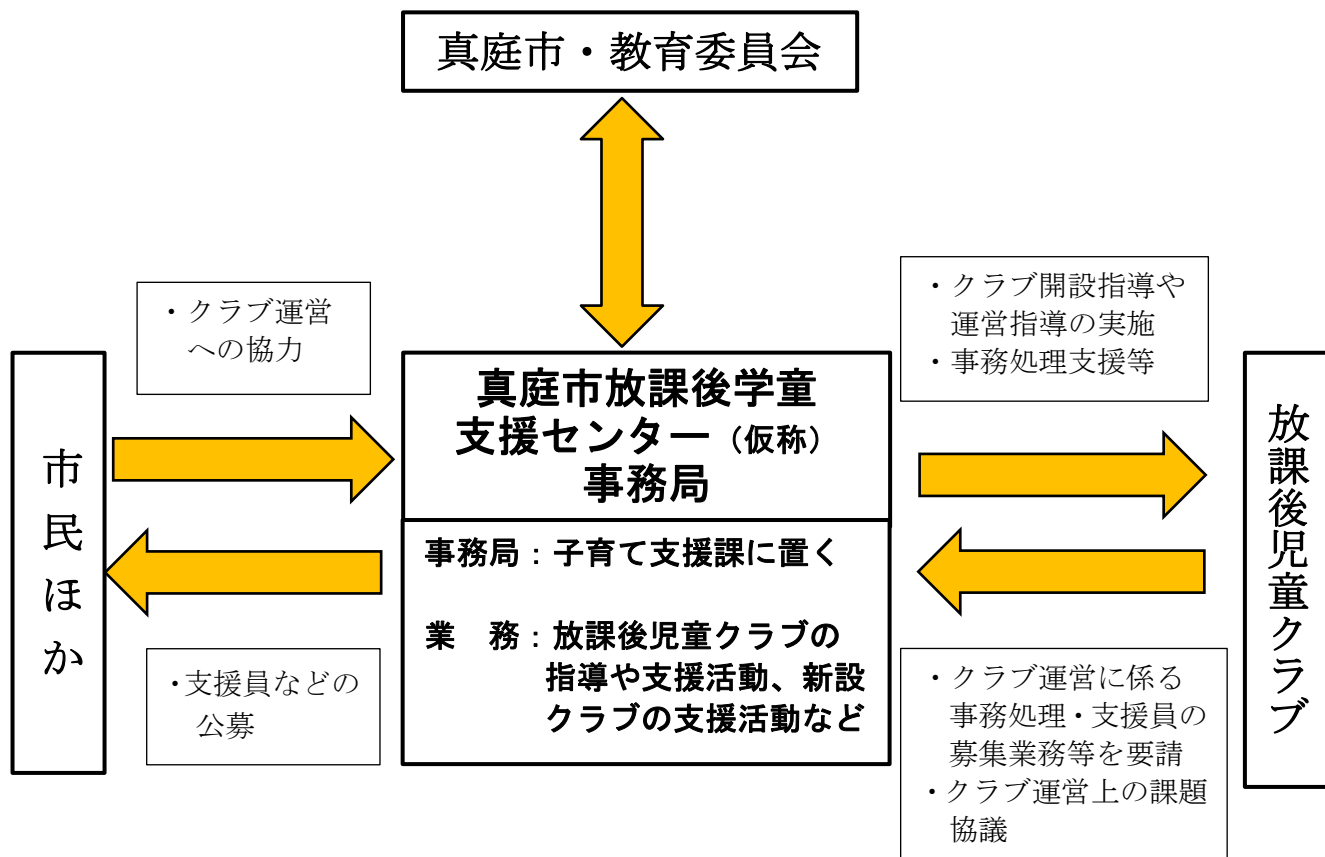 真庭市・教育委員会
・クラブ運営
への協力
・クラブ開設指導や
運営指導の実施
・事務処理支援等
市民ほか
真庭市放課後学童
支援センター（仮称）
事務局
放課後児童クラブ
事務局：子育て支援課に置く
業　務：放課後児童クラブの
指導や支援活動、新設
クラブの支援活動など
・支援員などの
公募
・クラブ運営に係る
事務処理・支援員の
募集業務等を要請
・クラブ運営上の課題
協議